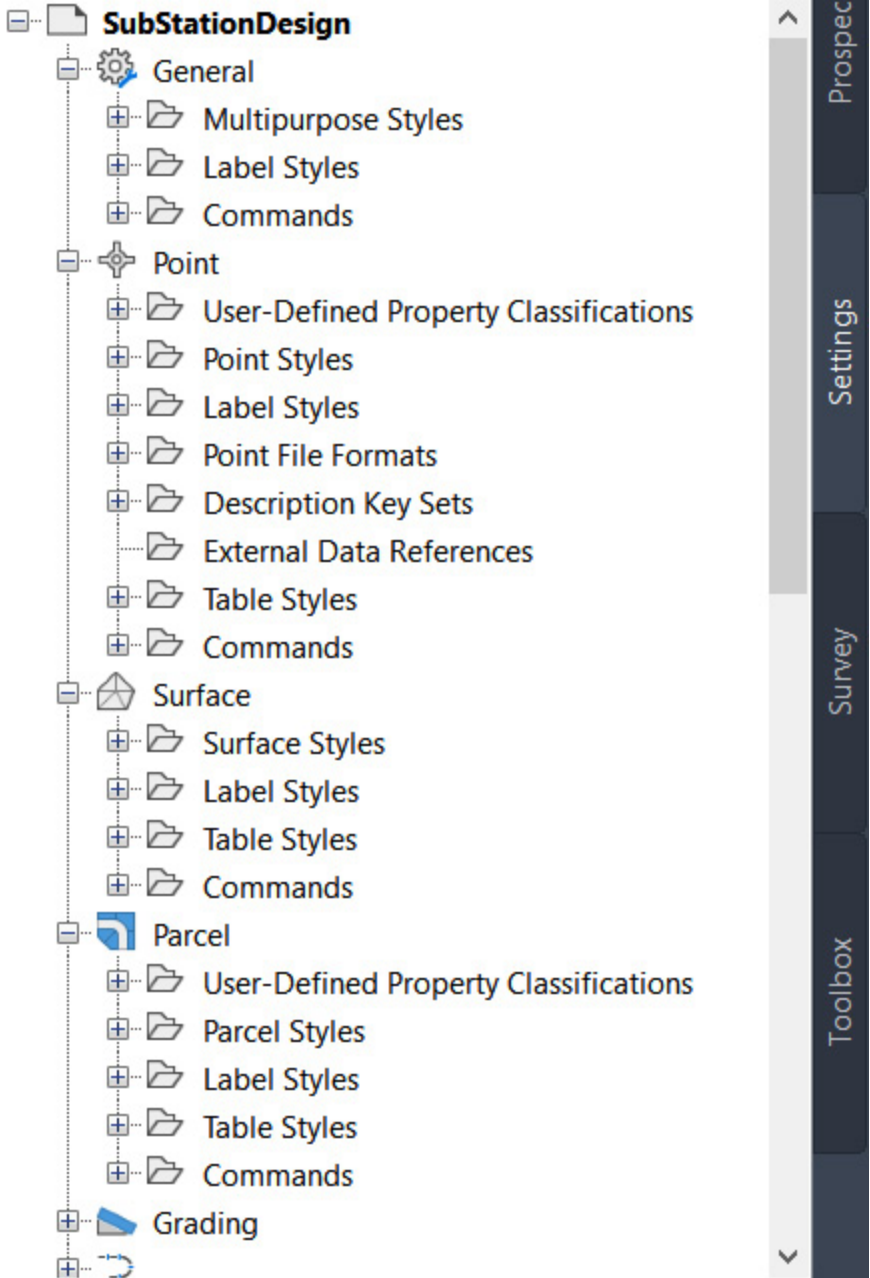 SubStationDesign
General
Multipurpose Styles
Label Styles
Commands
Point
User-Defined Property Classifications
Point Styles
Label Styles
Point File Formats
Description Key Sets
External Data References
Table Styles
Commands
Surface
Surface Styles
Label Styles
Table Styles
Commands
Parcel
User-Defined Property Classifications
Parcel Styles
Label Styles
Table Styles
Commands
Grading
Prospec
Settings
Survey
Toolbox